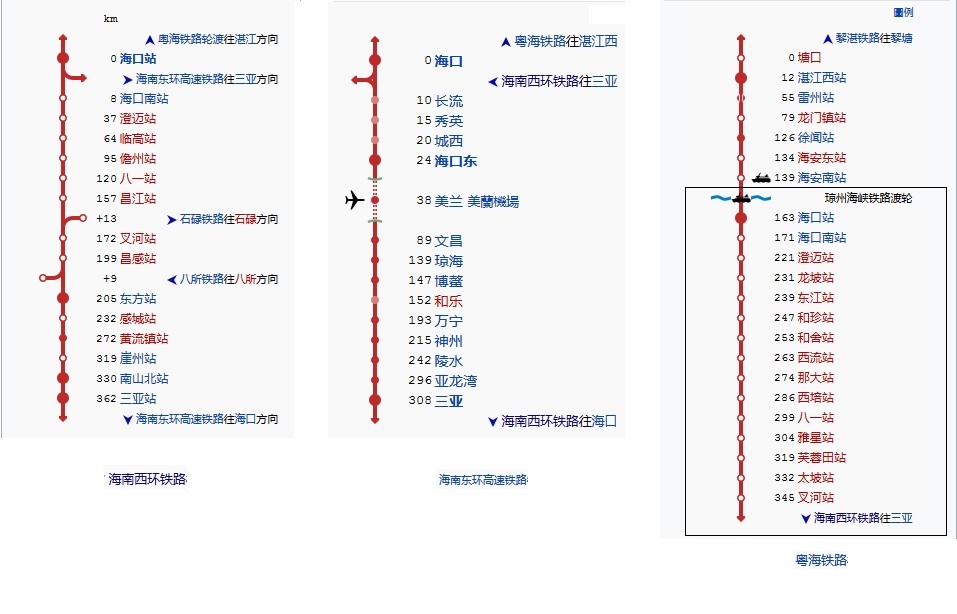 km
粤海铁路轮渡往湛江方向
0 海口站
海南东环高速铁路往三亚方向
8 海口南站
37 澄迈站
64 临高站
95 儋州站
120 八一站
157 昌江站
+13 石碌铁路往石碌方向
172 叉河站
199 昌感站
+9 八所铁路往八所方向
205 东方站
232 感城站
272 黄流镇站
319 崖州站
330 南山北站
362 三亚站
海南东环高速铁路往海口方向
海南西环铁路
粤海铁路往湛江西
0 海口
海南西环铁路往三亚
10 长流
15 秀英
20 城西
24 海口东
38 美兰 美蘭機場
89 文昌
139 琼海
147 博鳌
152 和乐
193 万宁
215 神州
242 陵水
296 亚龙湾
308 三亚
海南西环铁路往海口
海南东环高速铁路
圖例
黎湛铁路往黎塘
0 塘口
12 湛江西站
55 雷州站
79 龙门镇站
126 徐闻站
134 海安东站
139 海安南站
琼州海峡铁路渡轮
163 海口站
171 海口南站
221 澄迈站
231 龙坡站
239 东江站
247 和珍站
253 和舍站
263 西流站
274 那大站
286 西培站
299 八一站
304 雅星站
319 芙蓉田站
332 太坡站
345 叉河站
海南西环铁路往三亚
粤海铁路